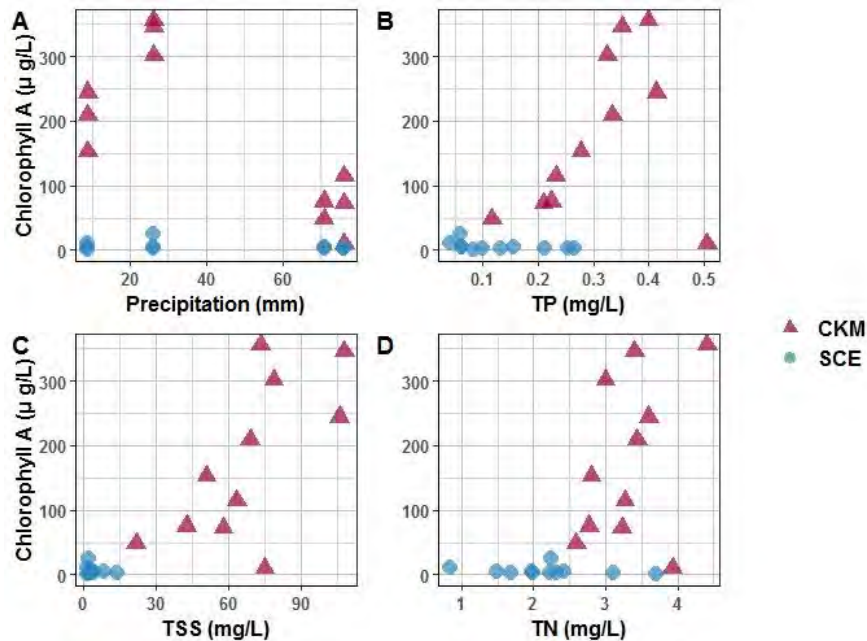 A
B
Chlorophyll A (µ g/L)
300
200
100
0
300
200
100
0
20
40
60
0.1
0.2
0.3
0.4
0.5
Precipitation (mm)
TP (mg/L)
CKM
SCE
C
D
Chlorophyll A (µ g/L)
300
200
100
0
300
200
100
0
0
30
60
90
1
2
3
4
TSS (mg/L)
TN (mg/L)